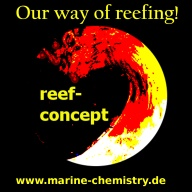 Our way of reefing!
reef-
concept
www.marine-chemistry.de